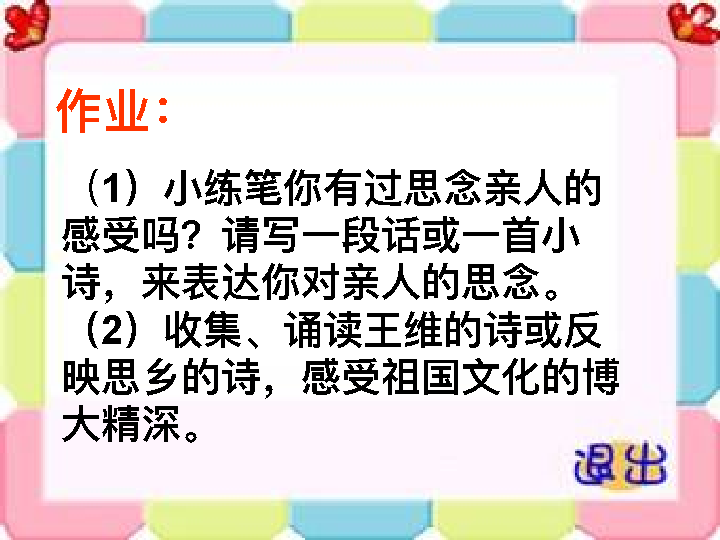 作业：
（1）小练笔你有过思念亲人的
感受吗？请写一段话或一首小
诗，来表达你对亲人的思念。
（2）收集、诵读王维的诗或反
映思乡的诗，感受祖国文化的博
大精深。
退出